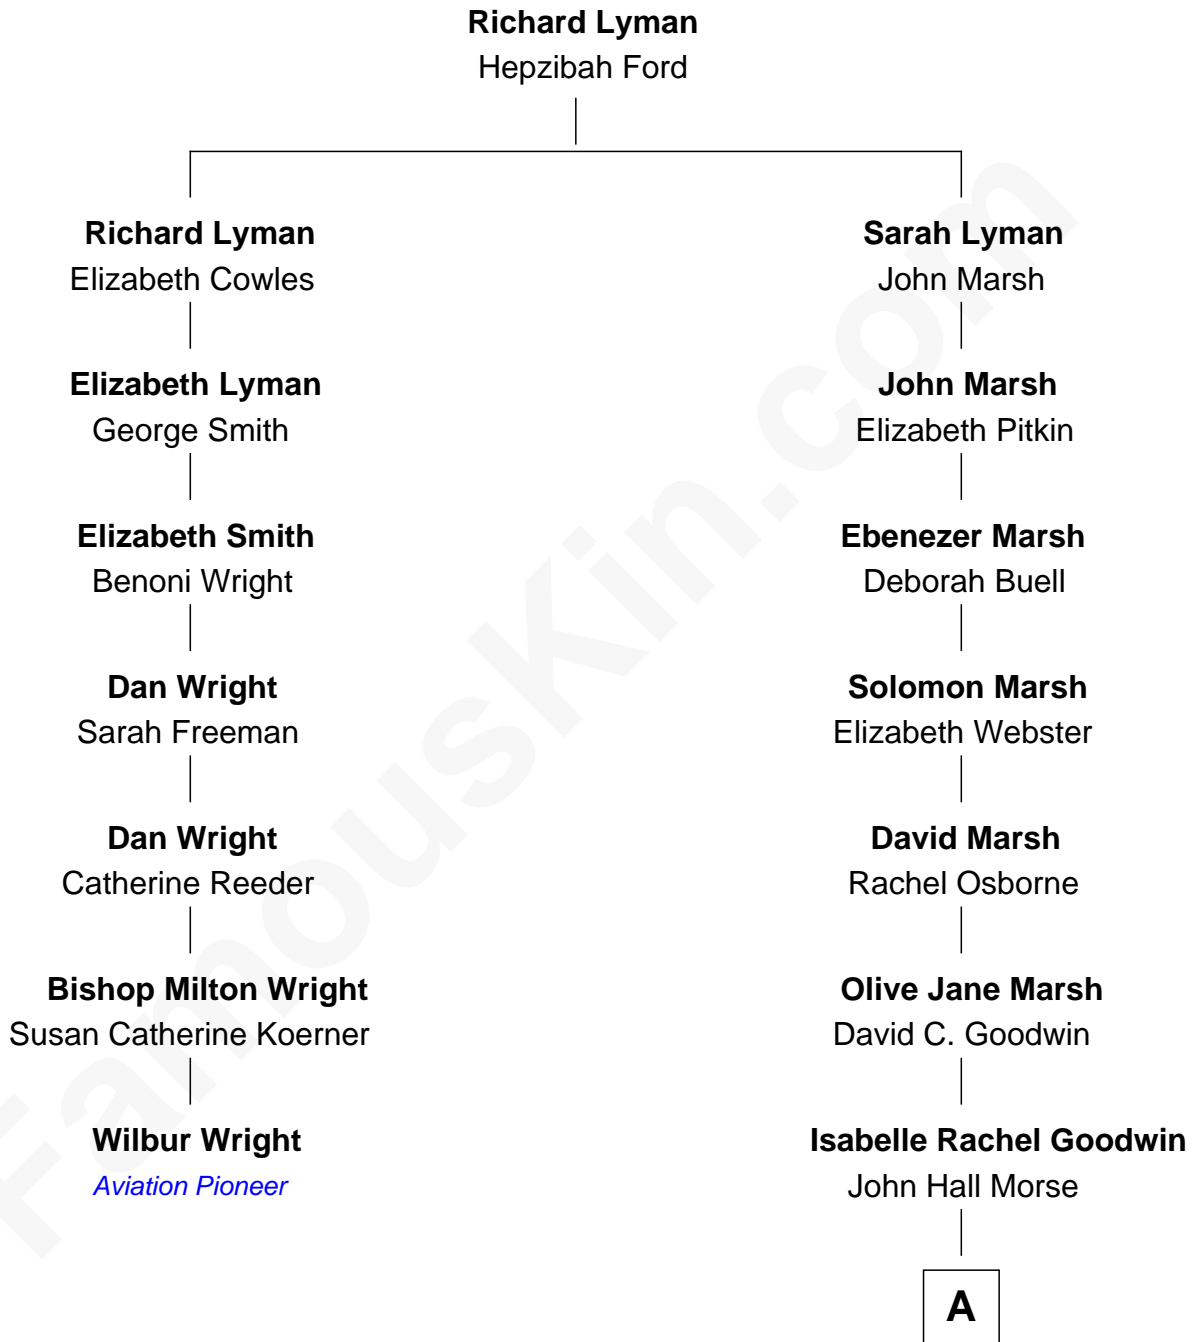 Richard Lyman
Hepzibah Ford
Richard Lyman
Elizabeth Cowles
Elizabeth Lyman
George Smith
Elizabeth Smith
Benoni Wright
Dan Wright
Sarah Freeman
Dan Wright
Catherine Reeder
Bishop Milton Wright
Susan Catherine Koerner
Wilbur Wright
Aviation Pioneer
Sarah Lyman
John Marsh
John Marsh
Elizabeth Pitkin
Ebenezer Marsh
Deborah Buell
Solomon Marsh
Elizabeth Webster
David Marsh
Rachel Osborne
Olive Jane Marsh
David C. Goodwin
Isabelle Rachel Goodwin
John Hall Morse
A
FamousKin.com